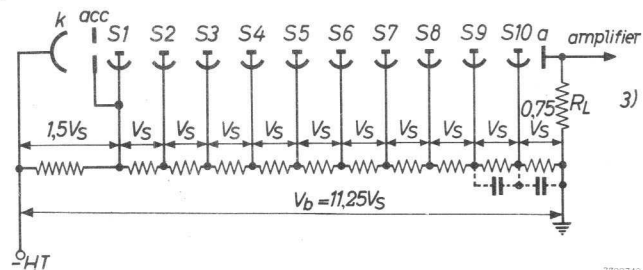 k acc S1 S2 S3 S4 S5 S6 S7 S8 S9 S10 a amplifier
1,5Vs Vs Vs Vs Vs Vs Vs Vs Vs Vs 0,75 Vs RL 3)
Vb=11,25Vs
-HT